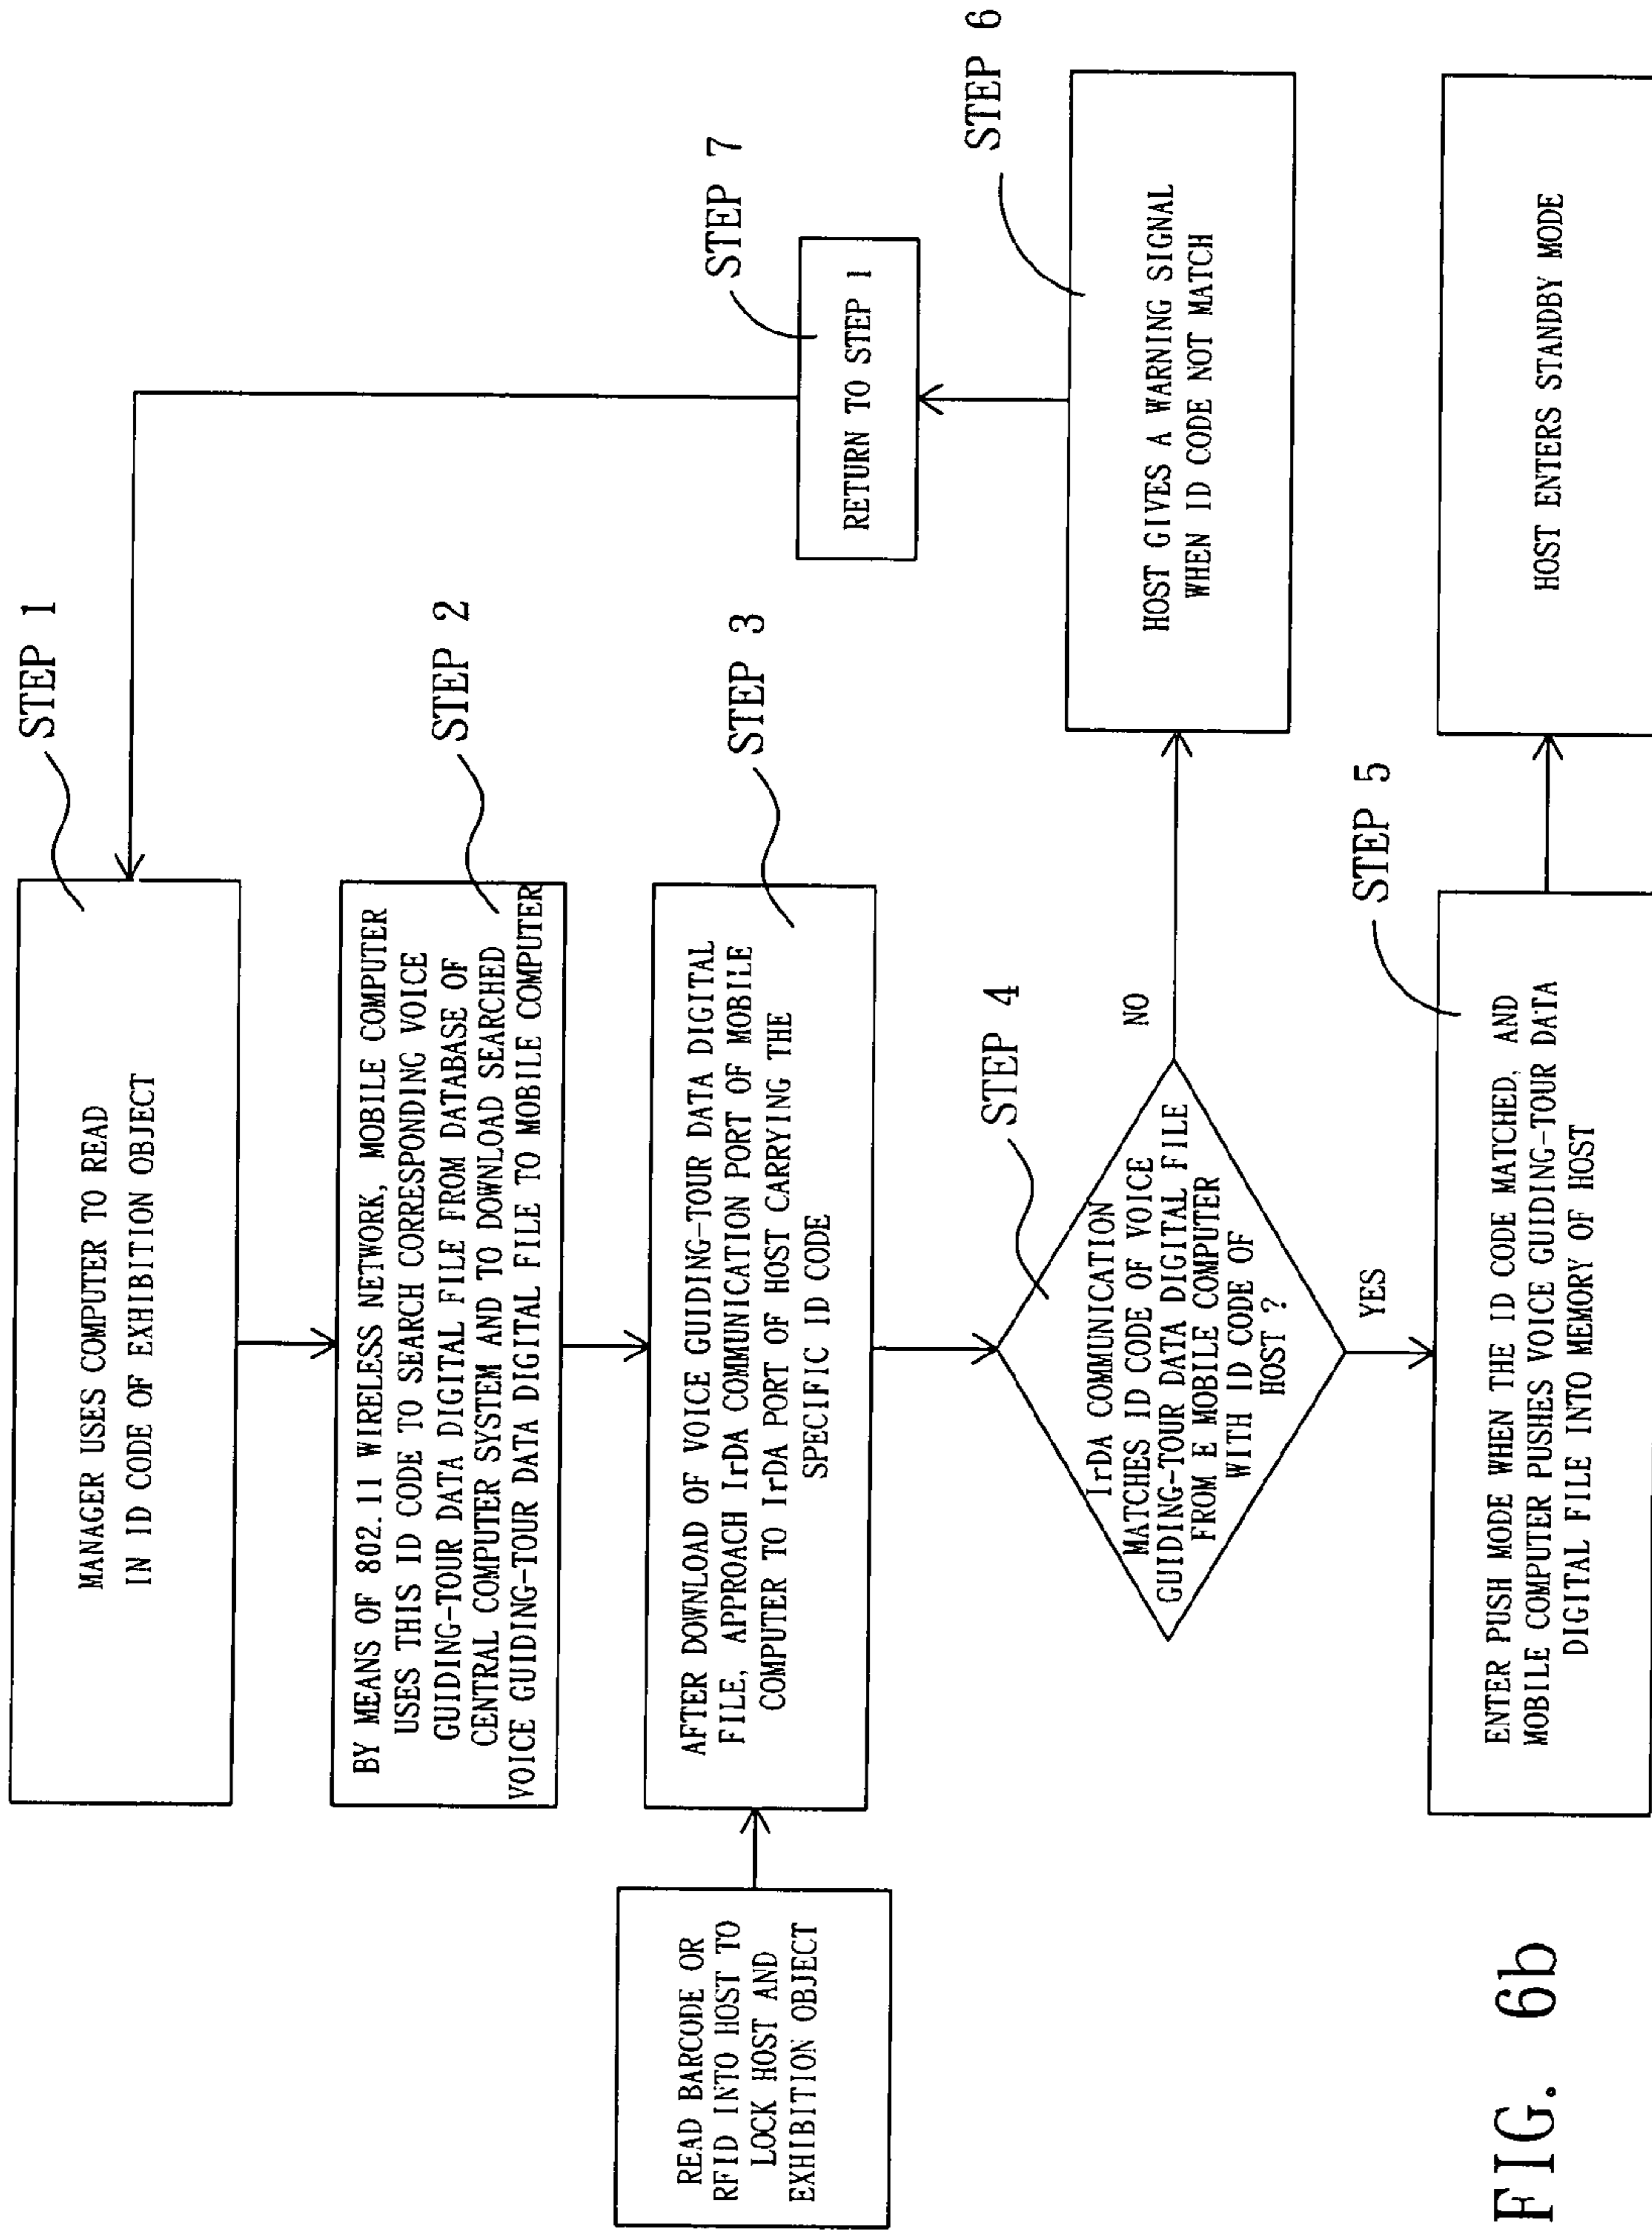 STEP 1
MANAGER USES COMPUTER TO READ
IN ID CODE OF EXHIBITION OBJECT
STEP 2
BY MEANS OF 802.11 WIRELESS NETWORK, MOBILE COMPUTER
USES THIS ID CODE TO SEARCH CORRESPONDING VOICE
GUIDING-TOUR DATA DIGITAL FILE FROM DATABASE OF
CENTRAL COMPUTER SYSTEM AND TO DOWNLOAD SEARCHED
VOICE GUIDING-TOUR DATA DIGITAL FILE TO MOBILE COMPUTER
STEP 3
AFTER DOWNLOAD OF VOICE GUIDING-TOUR DATA DIGITAL
FILE, APPROACH IrDA COMMUNICATION PORT OF MOBILE
COMPUTER TO IrDA PORT OF HOST CARRYING THE
SPECIFIC ID CODE
READ BARCODE OR
RFID INTO HOST TO
LOCK HOST AND
EXHIBITION OBJECT
STEP 7
RETURN TO STEP 1
STEP 4
IrDA COMMUNICATION
MATCHES ID CODE OF VOICE
GUIDING-TOUR DATA DIGITAL FILE
FROM E MOBILE COMPUTER
WITH ID CODE OF
HOST ?
NO
YES
STEP 6
HOST GIVES A WARNING SIGNAL
WHEN ID CODE NOT MATCH
STEP 5
ENTER PUSH MODE WHEN THE ID CODE MATCHED, AND
MOBILE COMPUTER PUSHES VOICE GUIDING-TOUR DATA
DIGITAL FILE INTO MEMORY OF HOST
HOST ENTERS STANDBY MODE
FIG. 6b